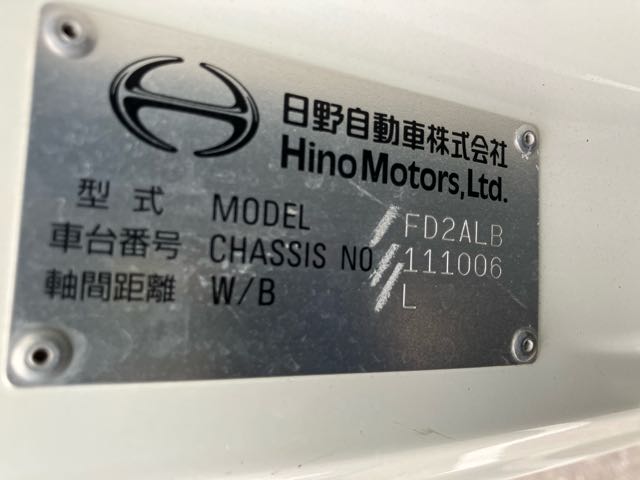 日野自動車株式会社
Hino Motors, Ltd.
型式 MODEL FD2ALB
車台番号 CHASSIS NO. 111006
軸間距離 W/B L